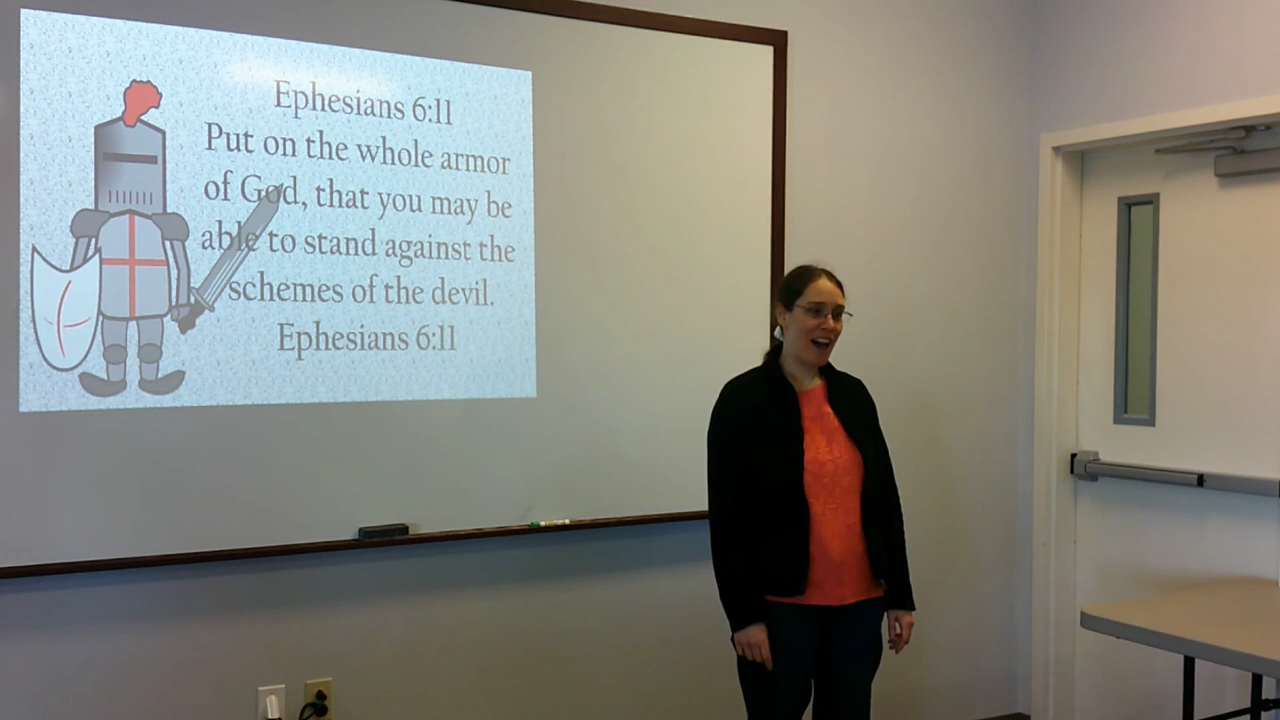 Ephesians 6:11
Put on the whole armor
of God, that you may be
able to stand against the
schemes of the devil.
Ephesians 6:11